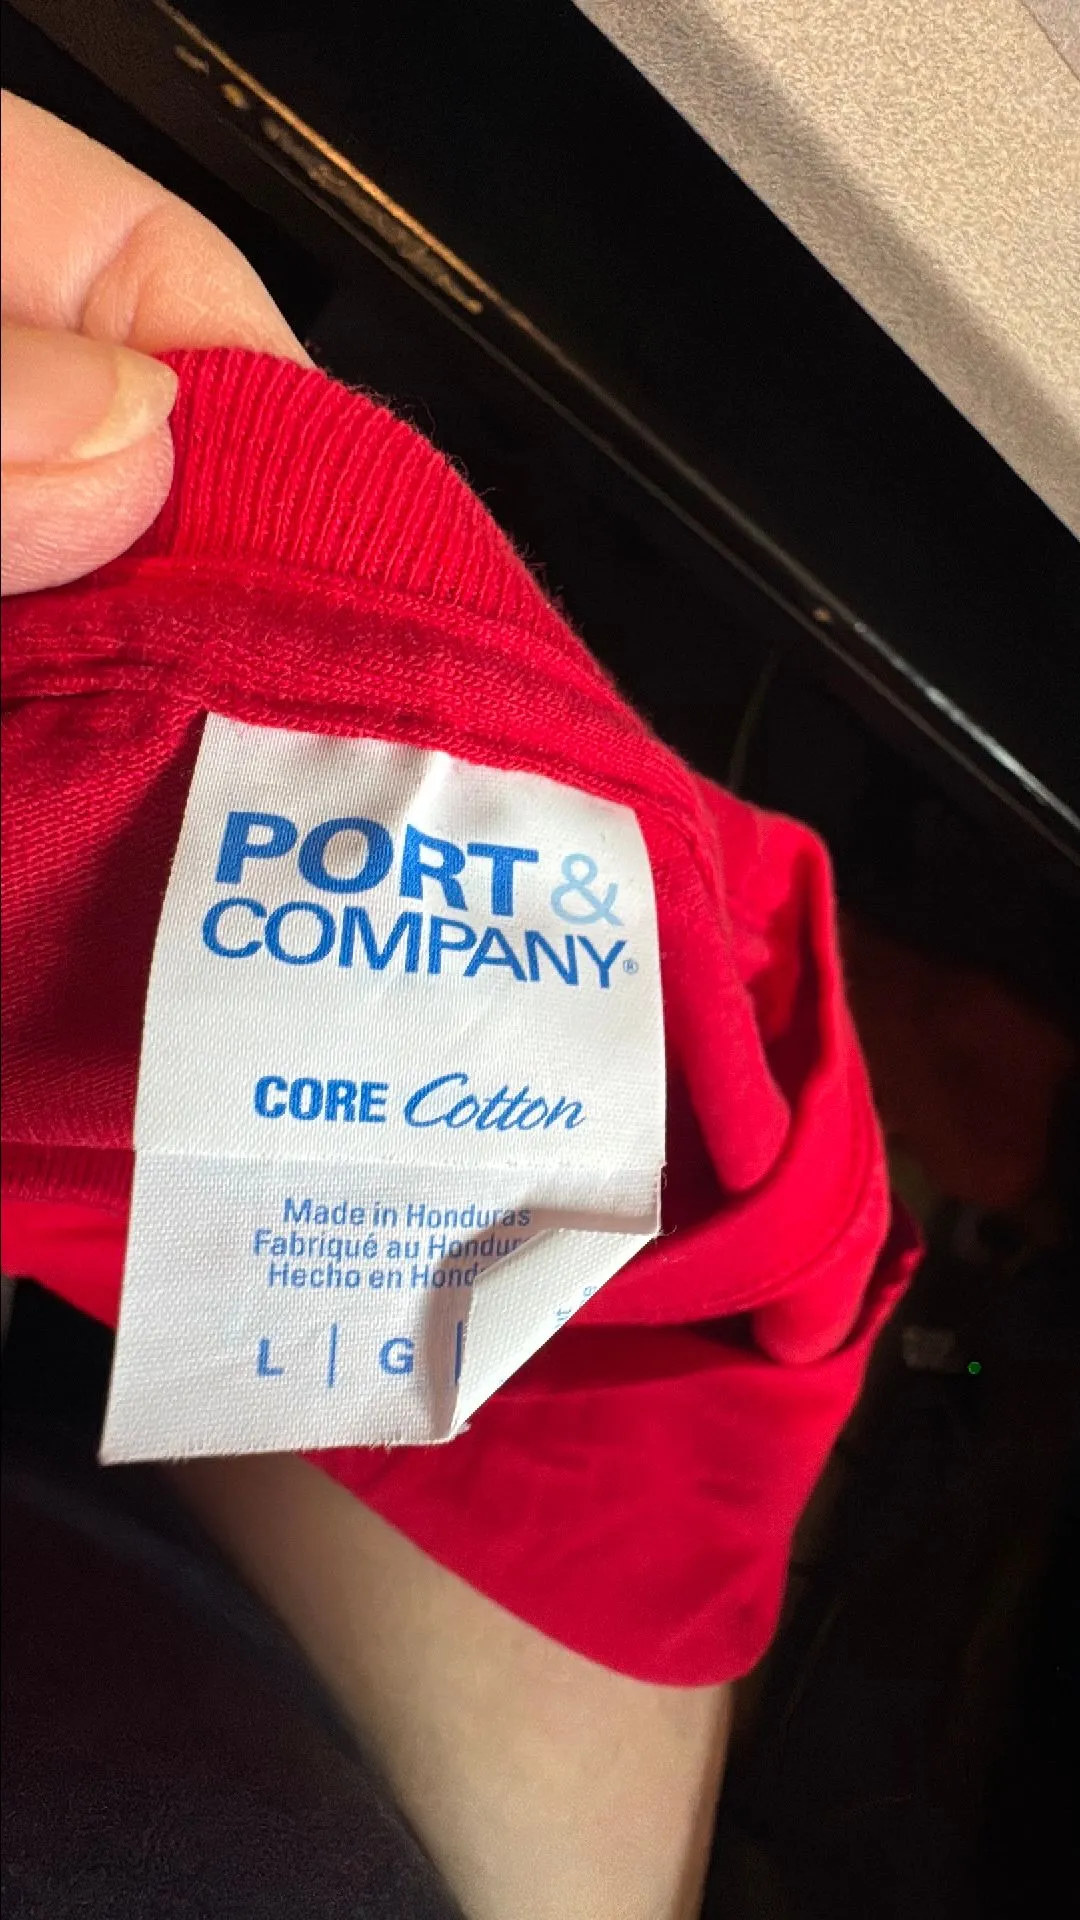 PORT &
COMPANY®
CORE Cotton
Made in Honduras
Fabriqué au
Hecho en
L | G |